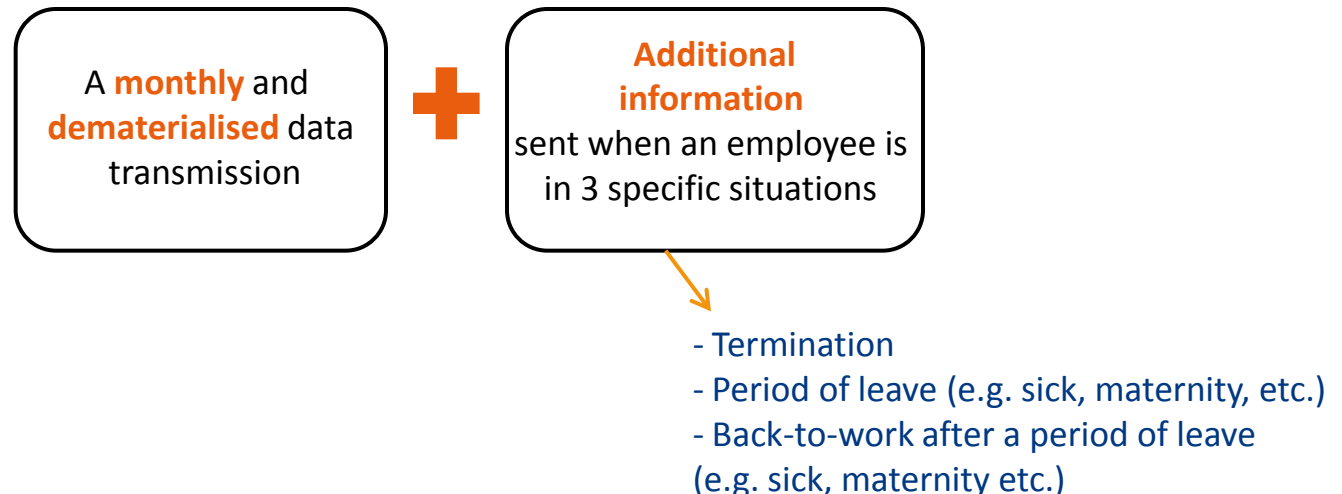 A monthly and
dematerialised data
transmission
Additional
information
sent when an employee is
in 3 specific situations
- Termination
- Period of leave (e.g. sick, maternity, etc.)
- Back-to-work after a period of leave
(e.g. sick, maternity etc.)